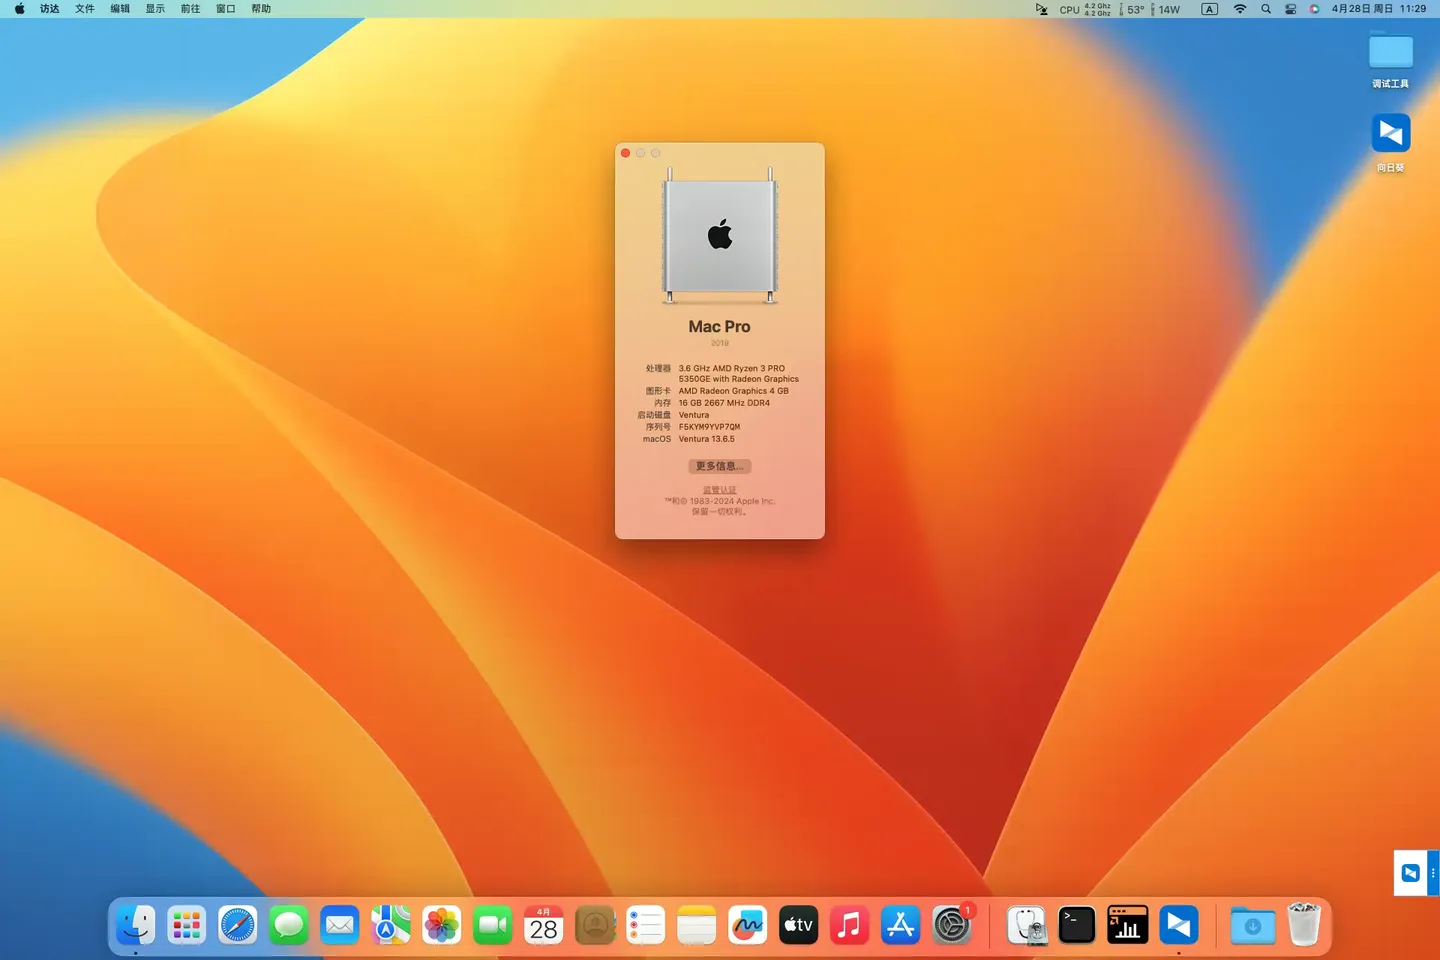 访达 文件 编辑 显示 前往 窗口 帮助
CPU 4.2 Ghz 4.2 Ghz 53° 14W A 4月28日 周日 11:29
调试工具
向日葵
Mac Pro
2019
处理器 3.6 GHz AMD Ryzen 3 PRO
5350GE with Radeon Graphics
图形卡 AMD Radeon Graphics 4 GB
内存 16 GB 2667 MHz DDR4
启动磁盘 Ventura
序列号 F5KYM9YVP7QM
macOS Ventura 13.6.5
更多信息...
监管认证
™和© 1983-2024 Apple Inc.
保留一切权利。
4月
28
tv
1
>_